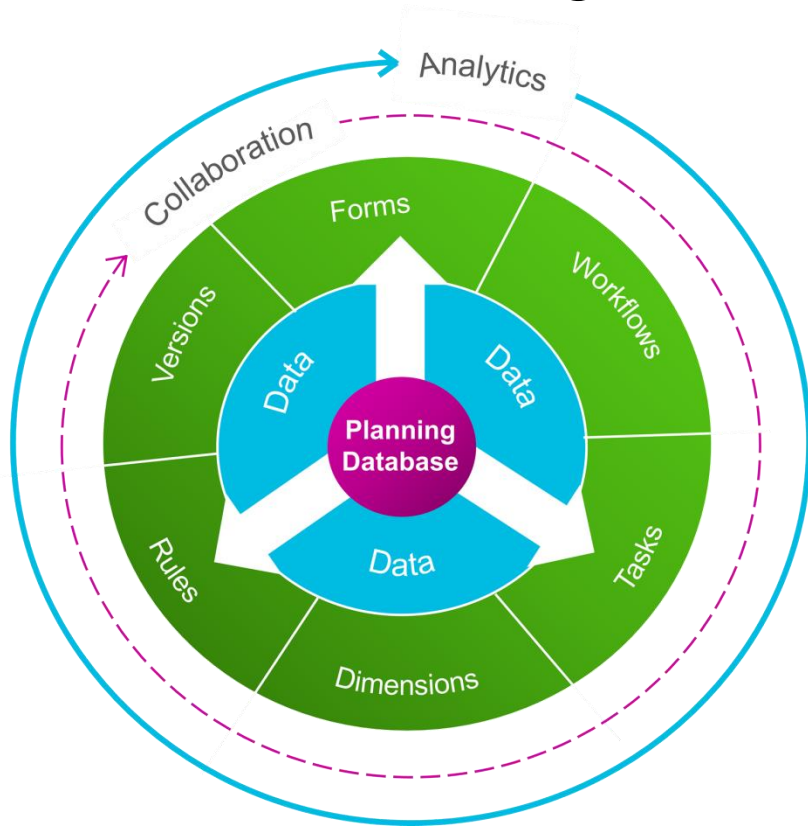 Analytics
Collaboration
Forms
Workflows
Versions
Data
Data
Planning
Database
Rules
Data
Tasks
Dimensions